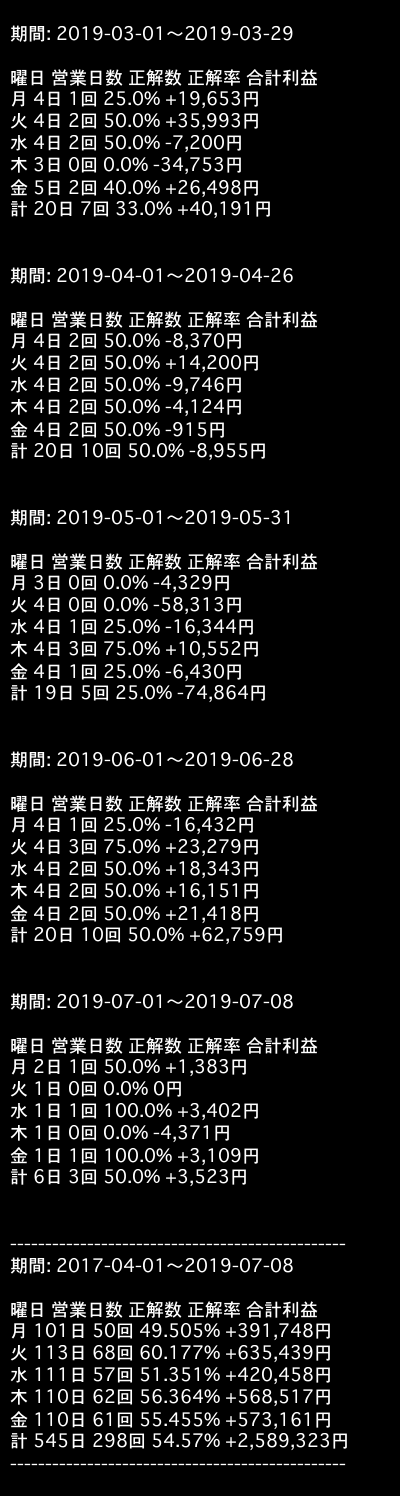 期間: 2019-03-01～2019-03-29
曜日 営業日数 正解数 正解率 合計利益
月 4日 1回 25.0% +19,653円
火 4日 2回 50.0% +35,993円
水 4日 2回 50.0% -7,200円
木 3日 0回 0.0% -34,753円
金 5日 2回 40.0% +26,498円
計 20日 7回 33.0% +40,191円
期間: 2019-04-01～2019-04-26
曜日 営業日数 正解数 正解率 合計利益
月 4日 2回 50.0% -8,370円
火 4日 2回 50.0% +14,200円
水 4日 2回 50.0% -9,746円
木 4日 2回 50.0% -4,124円
金 4日 2回 50.0% -915円
計 20日 10回 50.0% -8,955円
期間: 2019-05-01～2019-05-31
曜日 営業日数 正解数 正解率 合計利益
月 3日 0回 0.0% -4,329円
火 4日 0回 0.0% -58,313円
水 4日 1回 25.0% -16,344円
木 4日 3回 75.0% +10,552円
金 4日 1回 25.0% -6,430円
計 19日 5回 25.0% -74,864円
期間: 2019-06-01～2019-06-28
曜日 営業日数 正解数 正解率 合計利益
月 4日 1回 25.0% -16,432円
火 4日 3回 75.0% +23,279円
水 4日 2回 50.0% +18,343円
木 4日 2回 50.0% +16,151円
金 4日 2回 50.0% +21,418円
計 20日 10回 50.0% +62,759円
期間: 2019-07-01～2019-07-08
曜日 営業日数 正解数 正解率 合計利益
月 2日 1回 50.0% +1,383円
火 1日 0回 0.0% 0円
水 1日 1回 100.0% +3,402円
木 1日 0回 0.0% -4,371円
金 1日 1回 100.0% +3,109円
計 6日 3回 50.0% +3,523円
------------------------------------------------
期間: 2017-04-01～2019-07-08
曜日 営業日数 正解数 正解率 合計利益
月 101日 50回 49.505% +391,748円
火 113日 68回 60.177% +635,439円
水 111日 57回 51.351% +420,458円
木 110日 62回 56.364% +568,517円
金 110日 61回 55.455% +573,161円
計 545日 298回 54.57% +2,589,323円
------------------------------------------------